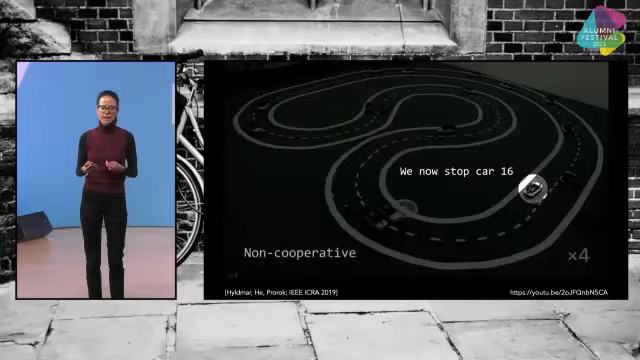 ALUMNI
FESTIVAL
2021
We now stop car 16
Non-cooperative
×4
[Hyldmar, He, Prorok; IEEE ICRA 2019]
https://youtu.be/2oJFQnbN5CA